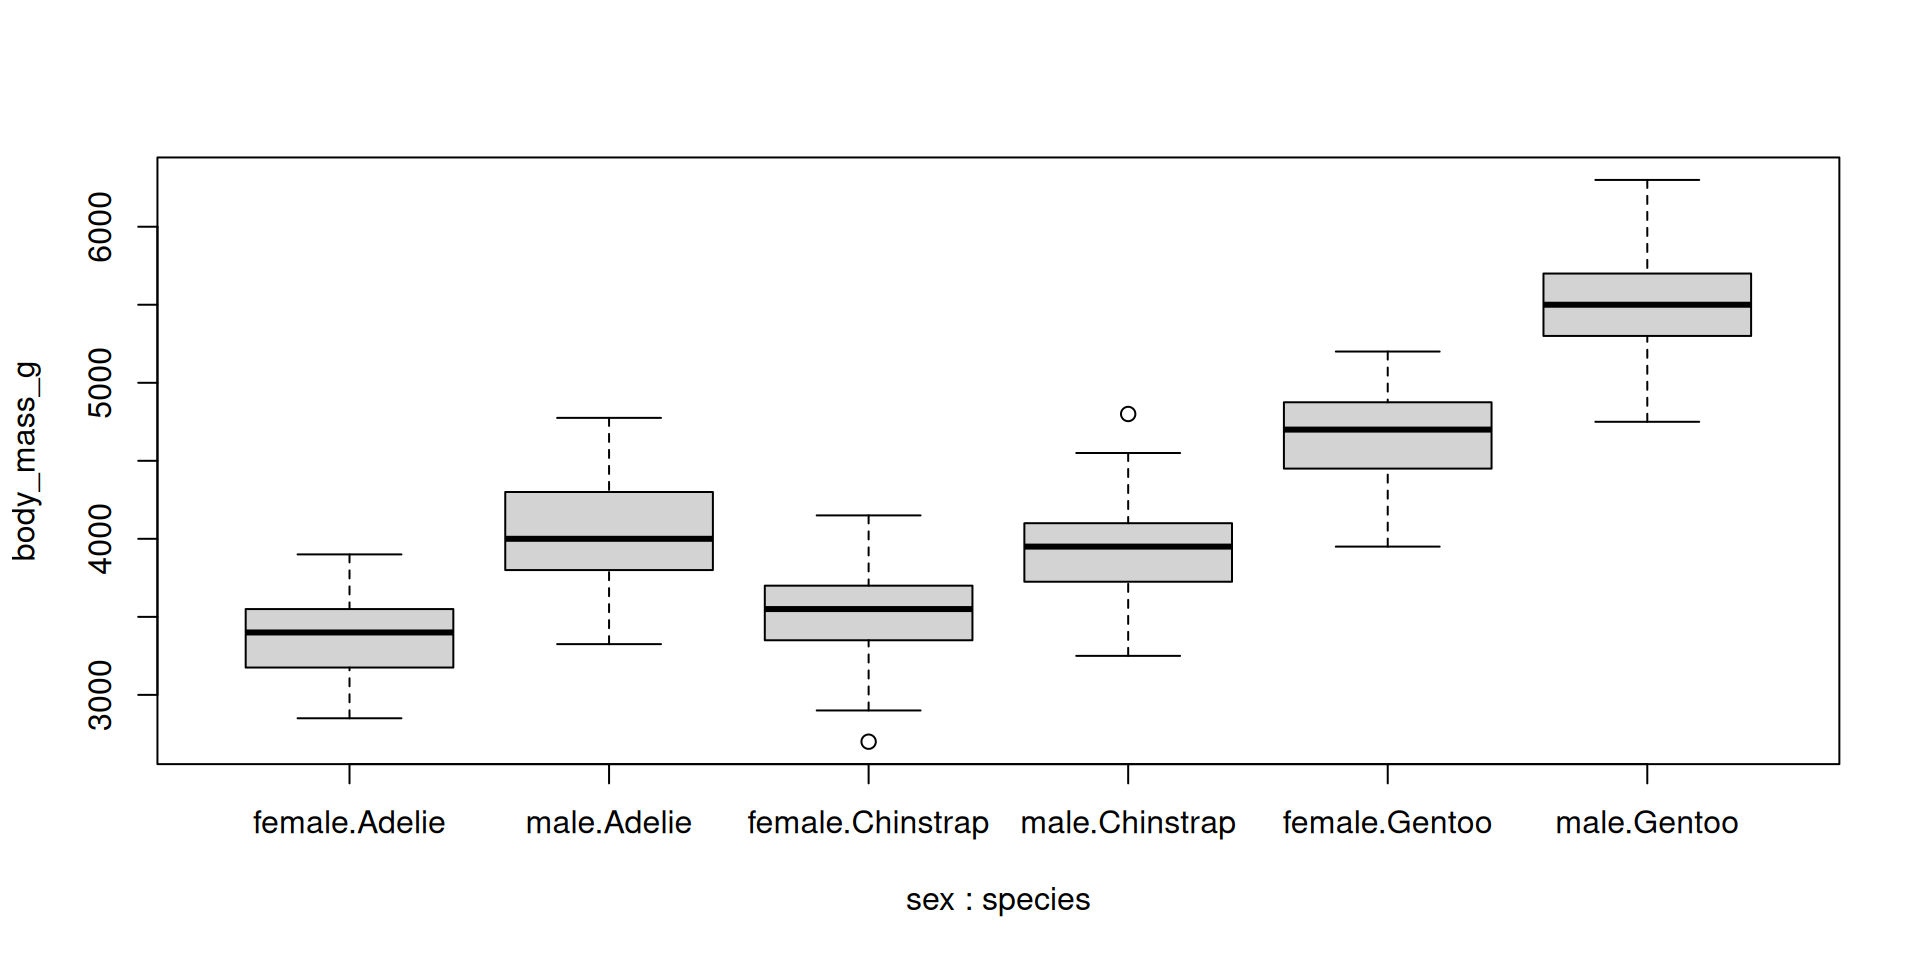 body_mass_g
6000
5000
4000
3000
female.Adelie male.Adelie female.Chinstrap male.Chinstrap female.Gentoo male.Gentoo
sex : species